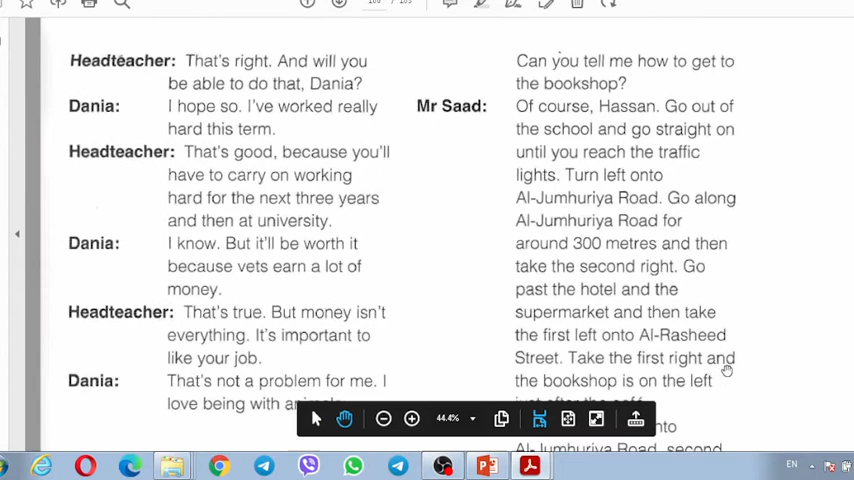 Headteacher: That's right. And will you
be able to do that, Dania?
Dania: I hope so. I've worked really
hard this term.
Headteacher: That's good, because you'll
have to carry on working
hard for the next three years
and then at university.
Dania: I know. But it'll be worth it
because vets earn a lot of
money.
Headteacher: That's true. But money isn't
everything. It's important to
like your job.
Dania: That's not a problem for me. I
love being with
Can you tell me how to get to
the bookshop?
Mr Saad: Of course, Hassan. Go out of
the school and go straight on
until you reach the traffic
lights. Turn left onto
Al-Jumhuriya Road. Go along
Al-Jumhuriya Road for
around 300 metres and then
take the second right. Go
past the hotel and the
supermarket and then take
the first left onto Al-Rasheed
Street. Take the first right and
the bookshop is on the left
Al-Jumhuriya Road, second
44.4%
EN